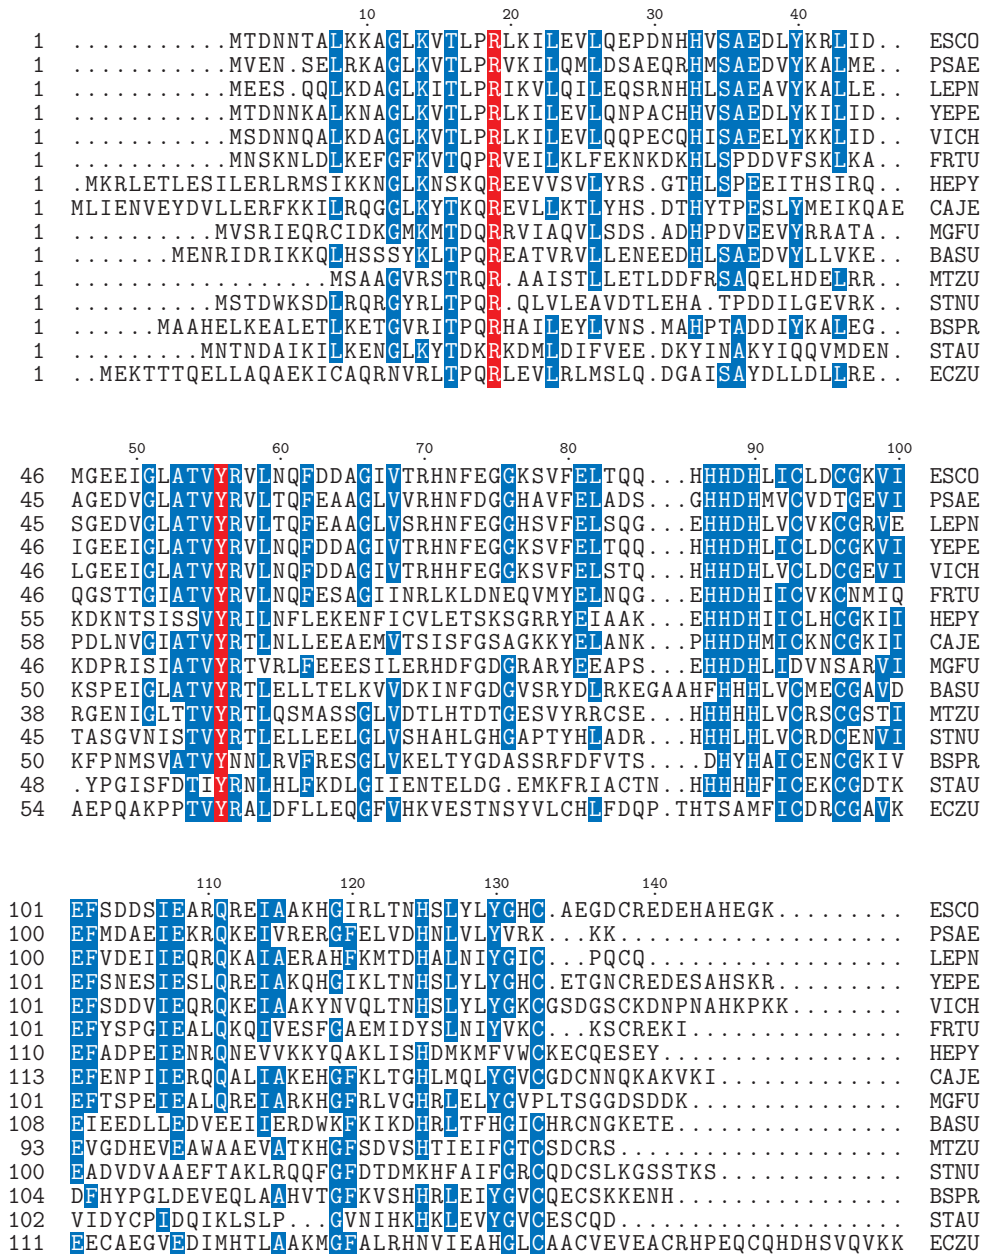 10 20 30 40
1 ...........MTDNNTALKKAGLKVTLPRLKILEVLQEPDNHHVSAEDLYKRLID.. ESCO
1 ...........MVEN.SELRKAGLKVTLPRVKILQMLDSAEQRHMSAEDVYKALME.. PSAE
1 ...........MEES.QQLKDAGLKITLPRIKVLQILEQSRNHHLSAEAVYKALLE.. LEPN
1 ...........MTDNNKALKNAGLKVTLPRLKILEVLQNPACHHVSAEDLYKILID.. YEPE
1 ...........MSDNNQALKDAGLKVTLPRLKILEVLQQPECQHISAEELYKKLID.. VICH
1 ...........MNSKNLDLKEFGFKVTQPRVEILKLFEKNKDKHLSPDDVFSKLKA.. FRTU
1 .MKRLETLESILERLRMSIKKNGLKNSKQREEVVSVLYRS.GTHLSPEEITHSIRQ.. HEPY
1 MLIENVEYDVLLERFKKILRQGGLKYTKQREVLLKTLYHS.DTHYTPESLYMEIKQAE CAJE
1 ..........MVSRIEQRCIDKGMKMTDQRRVIAQVLSDS.ADHPDVEEVYRRATA.. MGFU
1 .......MENRIDRIKKQLHSSSYKLTPQREATVRVLLENEEDHLSAEDVYLLVKE.. BASU
1 ..................MSAAGVRSTRQR.AAISTLLETLDDFRSAQELHDELRR.. MTZU
1 ..........MSTDWKSDLRQRGYRLTPQR.QLVLEAVDTLEHA.TPDDILGEVRK.. STNU
1 ......MAAHELKEALETLKETGVRITPQRHAILEYLVNS.MAHPTADDIYKALEG.. BSPR
1 .........MNTNDAIKILKENGLKYTDKRKDMLDIFVEE.DKYINAKYIQQVMDEN. STAU
1 ..MEKTTTQELLAQAEKICAQRNVRLTPQRLEVLRLMSLQ.DGAISAYDLLDLLRE.. ECZU
50 60 70 80 90 100
46 MGEEIGLATVYRVLNQFDDAGIVTRHNFEGGKSVFELTQQ...HHHDHLICLDCGKVI ESCO
45 AGEDVGLATVYRVLTQFEAAGLVVRHNFDGGHAVFELADS...GHHDHMVCVDTGEVI PSAE
45 SGEDVGLATVYRVLTQFEAAGLVSRHNFEGGHSVFELSQG...EHHDHLVCVKCGRVE LEPN
46 IGEEIGLATVYRVLNQFDDAGIVTRHNFEGGKSVFELTQQ...HHHDHLICLDCGKVI YEPE
46 LGEEIGLATVYRVLNQFDDAGIVTRHHFEGGKSVFELSTQ...HHHDHLVCLDCGEVI VICH
46 QGSTTGIATVYRVLNQFESAGIINRLKLDNEQVMYELNQG...EHHDHIICVKCNMIQ FRTU
55 KDKNTSISSVYRILNFLEKENFICVLETSKSGRRYEIAAK...EHHDHIICLHCGKII HEPY
58 PDLNVGIATVYRTLNLLEEAEMVTSISFGSAGKKYELANK...PHHDHMICKNCGKII CAJE
46 KDPRISIATVYRTVRLFEEESILERHDFGDGRARYEEAPS...EHHDHLIDVNSARVI MGFU
50 KSPEIGLATVYRTLELLTELKVVDKINFGDGVSRYDLRKEGAAHFHHHLVCMECGAVD BASU
38 RGENIGLTTVYRTLQSMASSGLVDTLHTDTGESVYRRCSE...HHHHHLVCRSCGSTI MTZU
45 TASGVNISTVYRTLELLEELGLVSHAHLGHGAPTYHLADR...HHHLHLVCRDCENVI STNU
50 KFPNMSVATVYNNLRVFRESGLVKELTYGDASSRFDFVTS....DHYHAICENCGKIV BSPR
48 .YPGISFDTIYRNLHLFKDLGIIENTELDG.EMKFRIACTN..HHHHHFICEKCGDTK STAU
54 AEPQAKPPTVYRALDFLLEQGFVHKVESTNSYVLCHLFDQP.THTSAMFICDRCGAVK ECZU
110 120 130 140
101 EFSDDSIEARQREIAAKHGIRLTNHSLYLYGHC.AEGDCREDEHAHEGK......... ESCO
100 EFMDAEIEKRQKEIVRERGFELVDHNLVLYVRK...KK.................... PSAE
100 EFVDEIIEQRQKAIAERAHFKMTDHALNIYGIC...PQCQ.................. LEPN
101 EFSNESIESLQREIAKQHGIKLTNHSLYLYGHC.ETGNCREDESAHSKR......... YEPE
101 EFSDDVIEQRQKEIAAKYNVQLTNHSLYLYGKCGSDGSCKDNPNAHKPKK........ VICH
101 EFYSPGIEALQKQIVESFGAEMIDYSLNIYVKC...KSCREKI............... FRTU
110 EFADPEIENRQNEVVKKYQAKLISHDMKMFVWCKECQESEY................. HEPY
113 EFENPIIERQQALIAKEHGFKLTGHLMQLYGVCGDCNNQKAKVKI............. CAJE
101 EFTSPEIEALQREIARKHGFRLVGHRLELYGVPLTSGGDSDDK............... MGFU
108 EIEEDLLEDVEEIIERDWKFKIKDHRLTFHGICHRCNGKETE................ BASU
93 EVGDHEVEAWAAEVATKHGFSDVSHTIEIFGTCSDCRS.................... MTZU
100 EADVDVAAEFTAKLRQQFGFDTDMKHFAIFGRCQDCSLKGSSTKS............. STNU
104 DFHYPGLDEVEQLAAHVTGFKVSHHRLEIYGVCQECSKKENH................ BSPR
102 VIDYCPIDQIKLSLP...GVNIHKHKLEVYGVCESCQD.................... STAU
111 EECAEGVEDIMHTLAAKMGFALRHNVIEAHGLCAACVEVEACRHPEQCQHDHSVQVKK ECZU